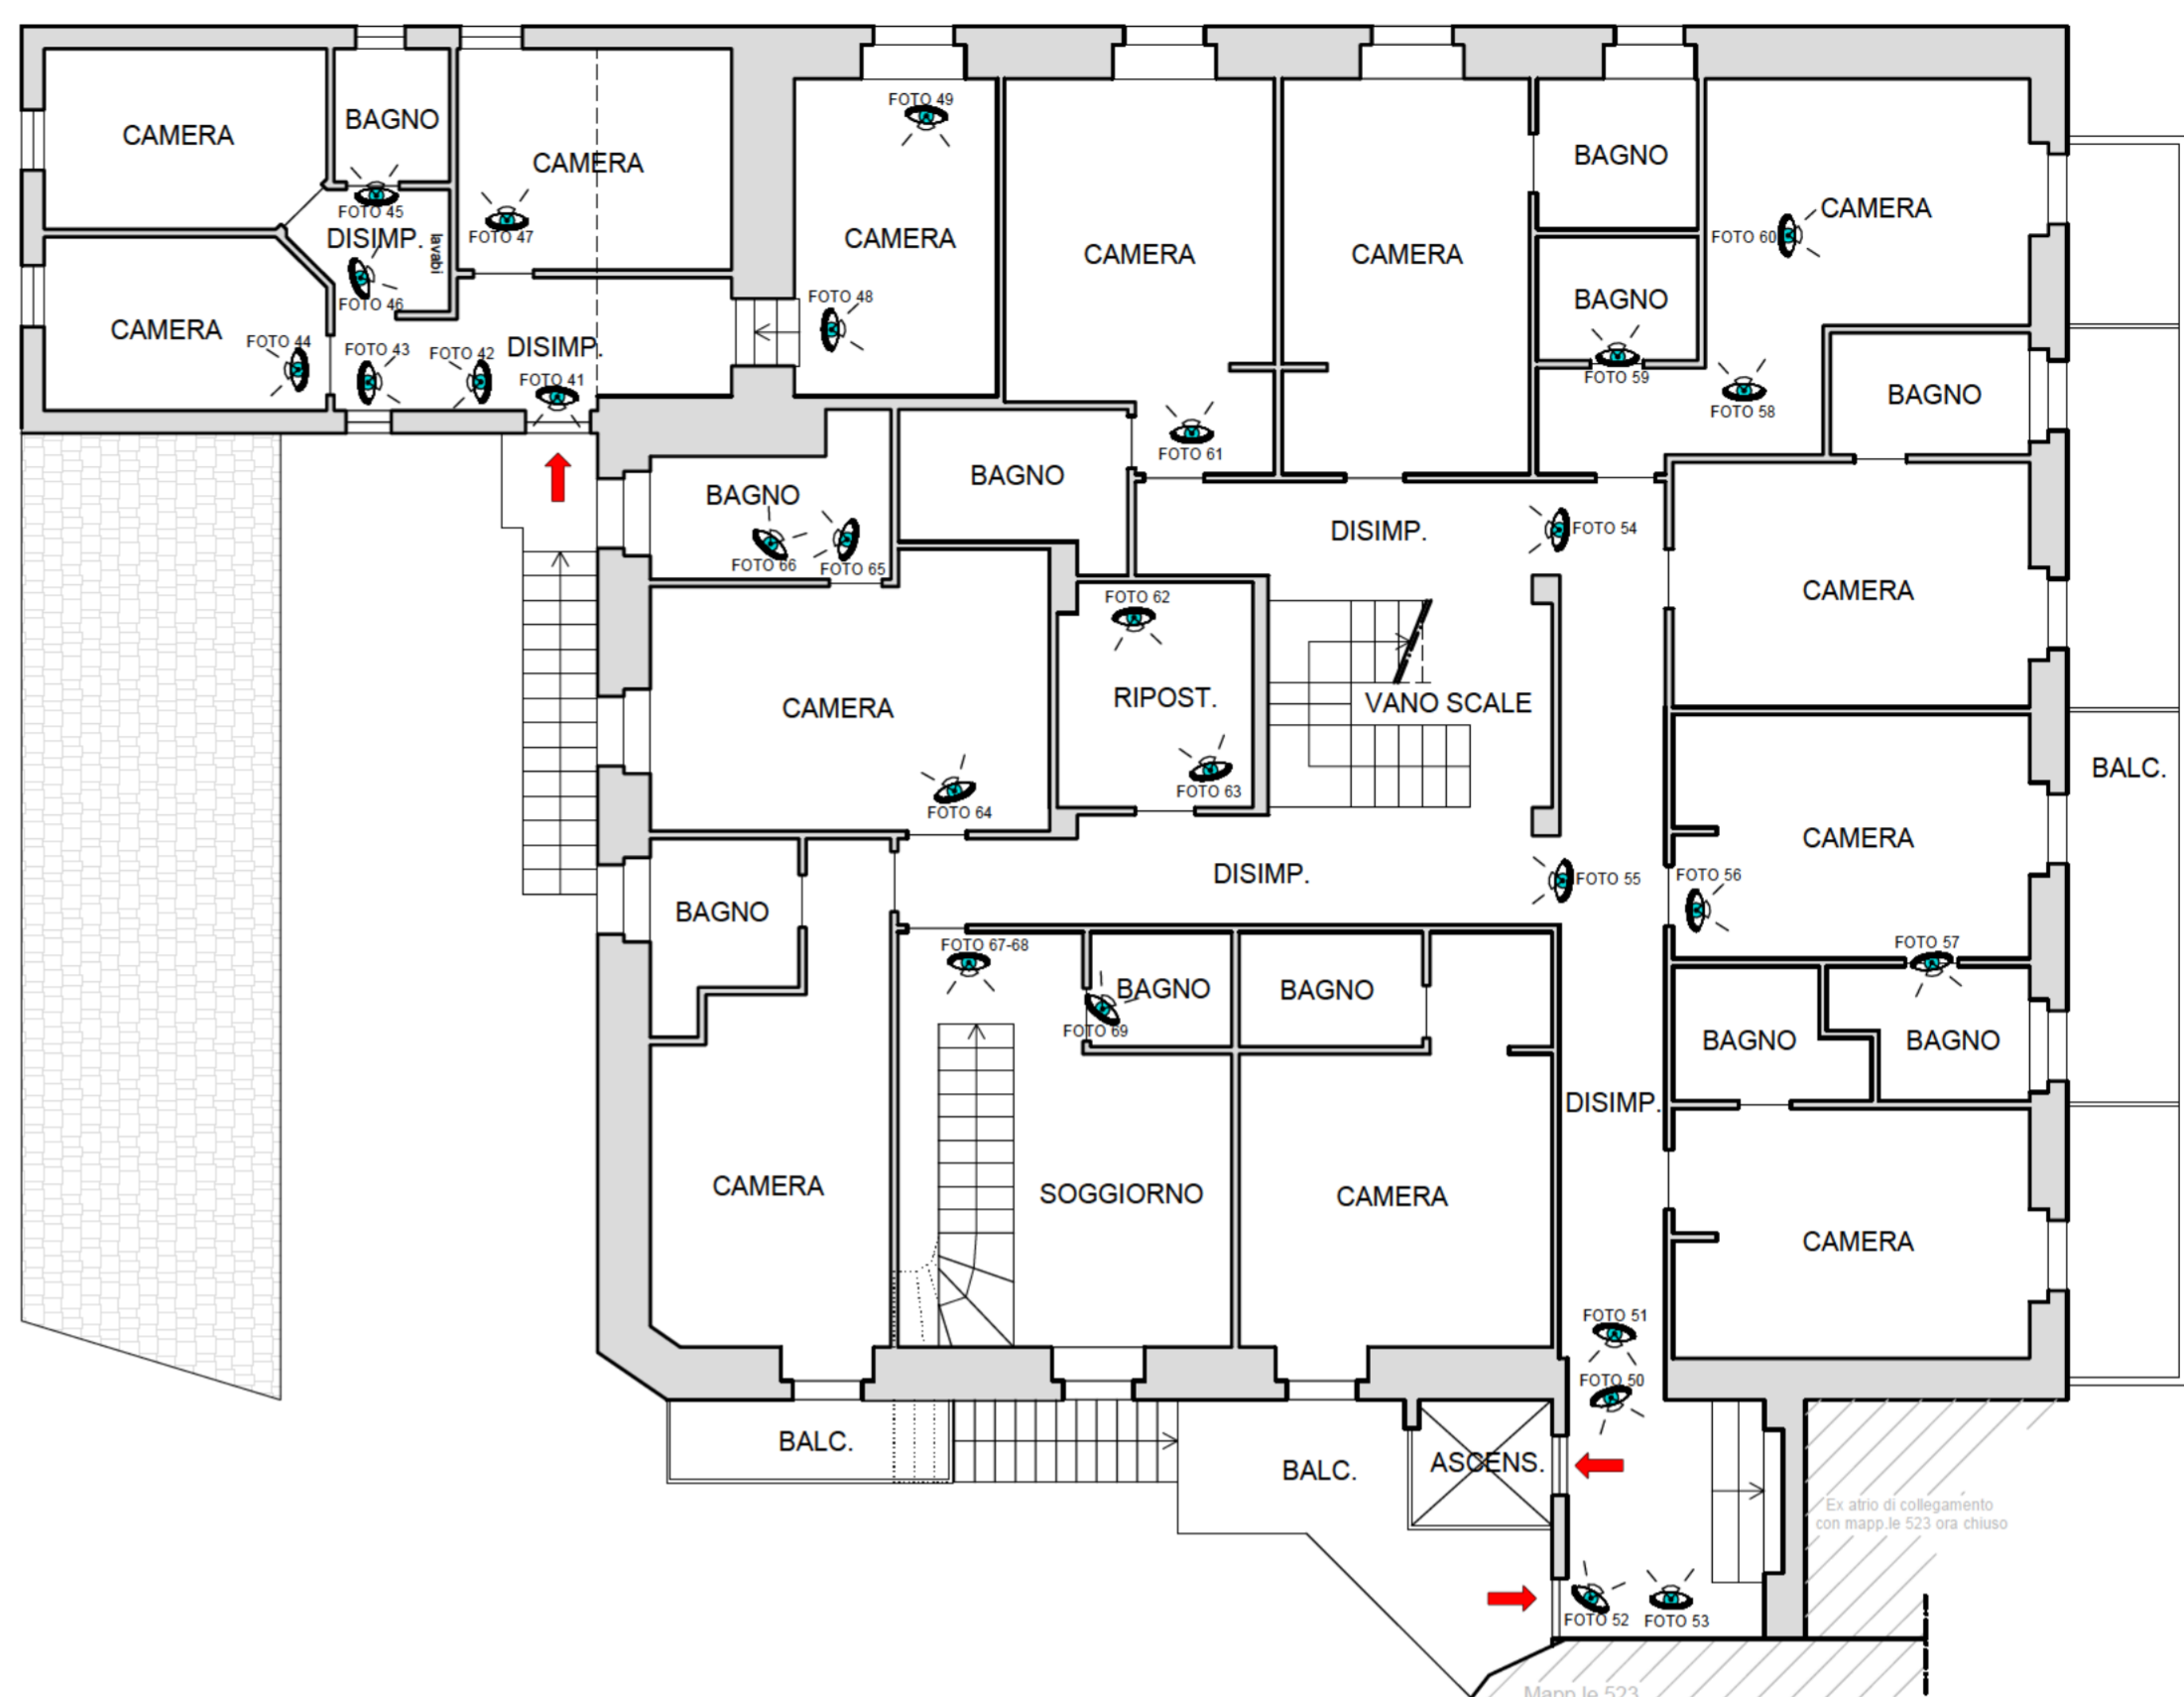 FOTO 49
CAMERA
BAGNO
CAMERA
BAGNO
FOTO 45
FOTO 47
DISIMP.
lavabi
CAMERA
CAMERA
CAMERA
BAGNO
CAMERA
FOTO 60
FOTO 46
FOTO 48
BAGNO
CAMERA
FOTO 44
FOTO 43
FOTO 42
DISIMP.
FOTO 41
FOTO 59
FOTO 58
BAGNO
FOTO 61
BAGNO
BAGNO
FOTO 66
FOTO 65
DISIMP.
FOTO 54
FOTO 62
CAMERA
CAMERA
RIPOST.
VANO SCALE
FOTO 63
FOTO 64
BALC.
CAMERA
DISIMP.
FOTO 55
FOTO 56
BAGNO
FOTO 67-68
FOTO 57
BAGNO
BAGNO
FOTO 69
BAGNO
BAGNO
DISIMP.
CAMERA
SOGGIORNO
CAMERA
CAMERA
FOTO 51
FOTO 50
BALC.
BALC.
ASCENS.
Ex atrio di collegamento
con mapp.le 523 ora chiuso
FOTO 52
FOTO 53
Mapp.le 523